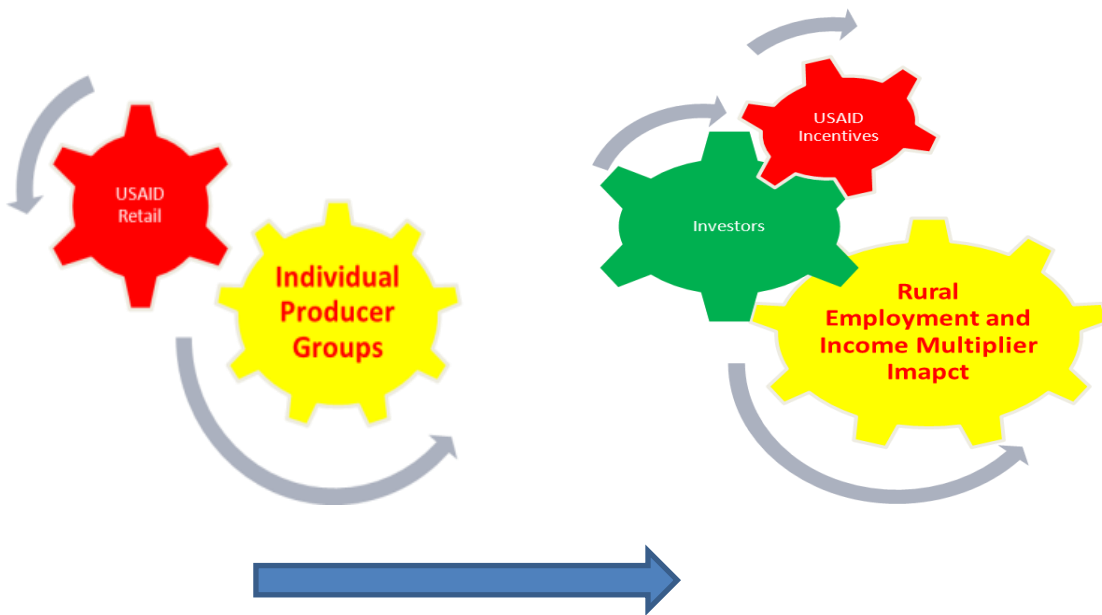 USAID
Retail
Individual
Producer
Groups
USAID
Incentives
Investors
Rural
Employment and
Income Multiplier
Imapct